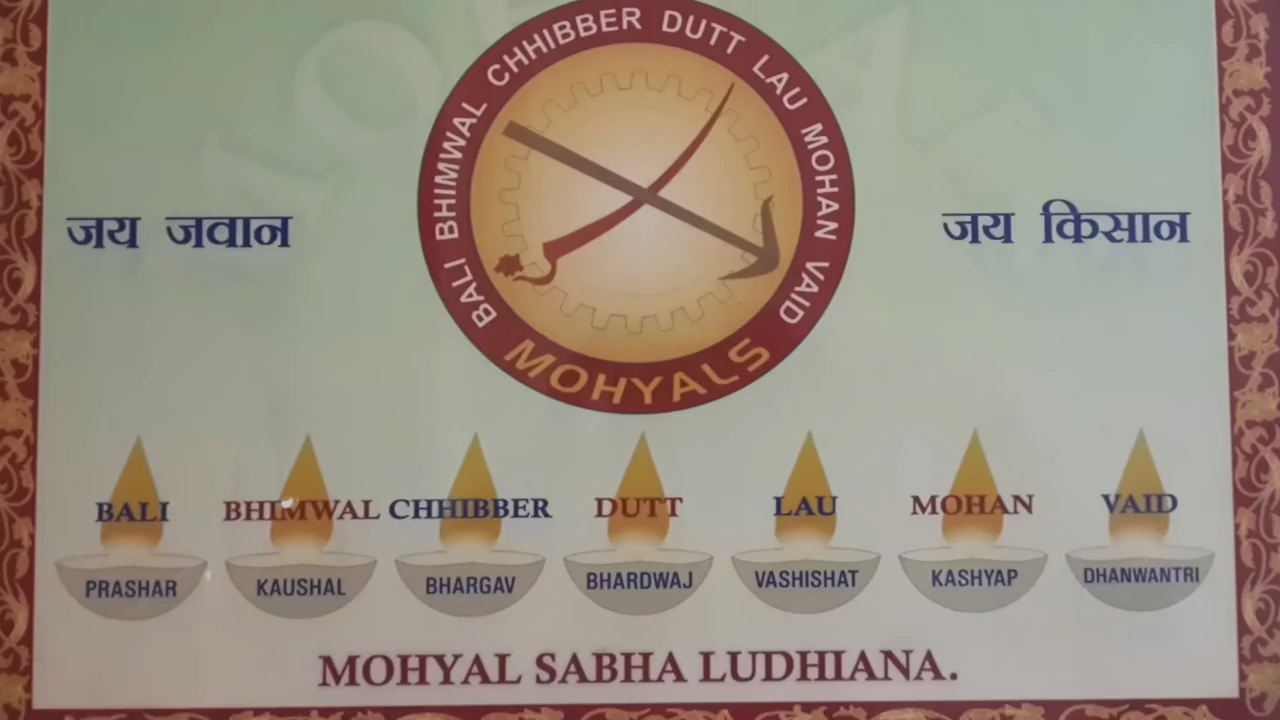 BALI BHIMWAL CHHIBBER DUTT LAU MOHAN VAID
जय जवान
जय किसान
MOHYALS
BALI BHIMWAL CHHIBBER DUTT LAU MOHAN VAID
PRASHAR KAUSHAL BHARGAV BHARDWAJ VASHISHAT KASHYAP DHANWANTRI
MOHYAL SABHA LUDHIANA.